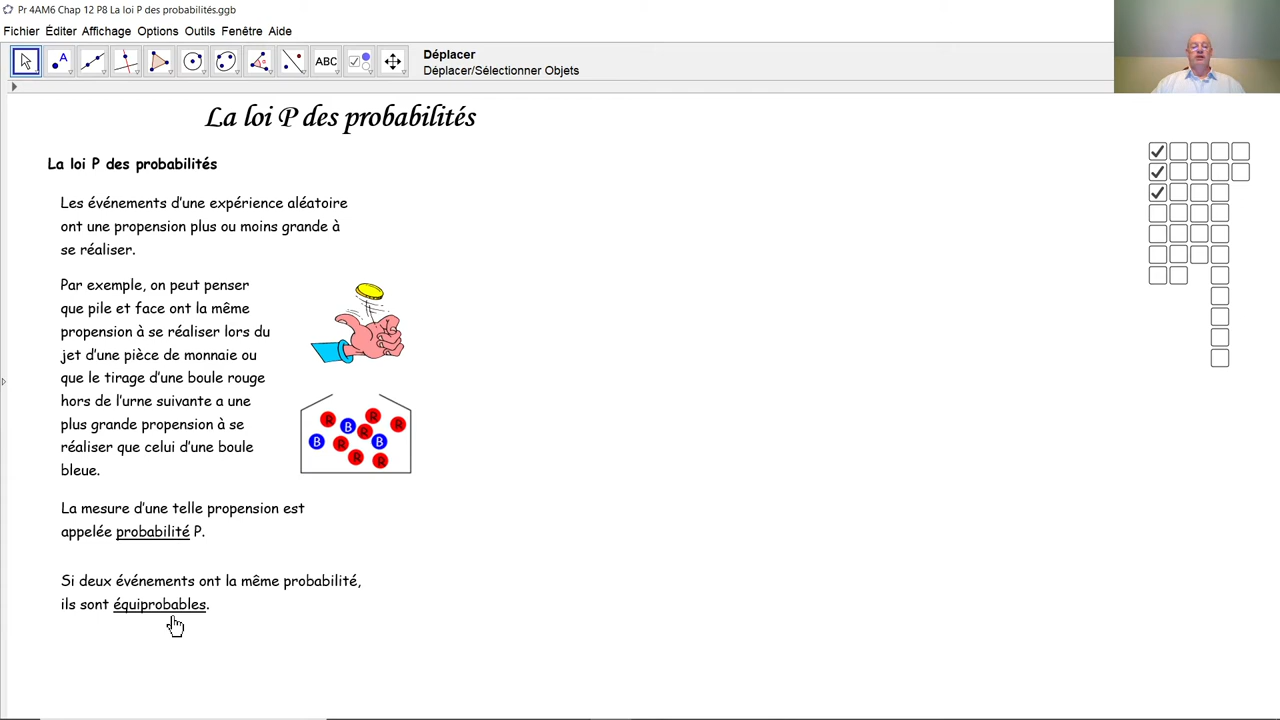 Pr 4AM6 Chap 12 P8 La loi P des probabilités.ggb
Fichier Éditer Affichage Options Outils Fenêtre Aide
A
ABC
Déplacer
Déplacer/Sélectionner Objets
La loi P des probabilités
La loi P des probabilités
Les événements d'une expérience aléatoire
ont une propension plus ou moins grande à
se réaliser.
Par exemple, on peut penser
que pile et face ont la même
propension à se réaliser lors du
jet d'une pièce de monnaie ou
que le tirage d'une boule rouge
hors de l'urne suivante a une
plus grande propension à se
réaliser que celui d'une boule
bleue.
R B R R R
B R B
R R
La mesure d'une telle propension est
appelée probabilité P.
Si deux événements ont la même probabilité,
ils sont équiprobables.